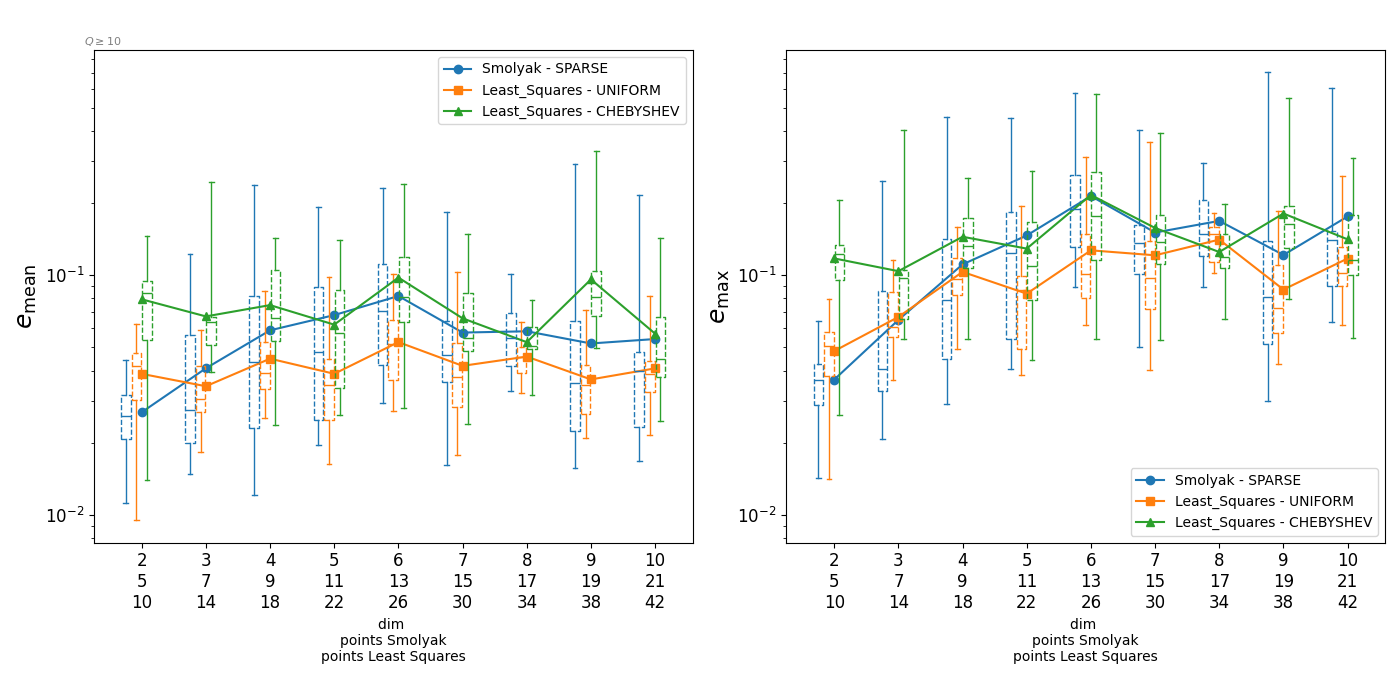 Q ≥ 10
Smolyak - SPARSE
Least_Squares - UNIFORM
Least_Squares - CHEBYSHEV
e_mean
10⁻¹
10⁻²
2 3 4 5 6 7 8 9 10
5 7 9 11 13 15 17 19 21
10 14 18 22 26 30 34 38 42
dim
points Smolyak
points Least Squares
e_max
10⁻¹
10⁻²
Smolyak - SPARSE
Least_Squares - UNIFORM
Least_Squares - CHEBYSHEV
2 3 4 5 6 7 8 9 10
5 7 9 11 13 15 17 19 21
10 14 18 22 26 30 34 38 42
dim
points Smolyak
points Least Squares